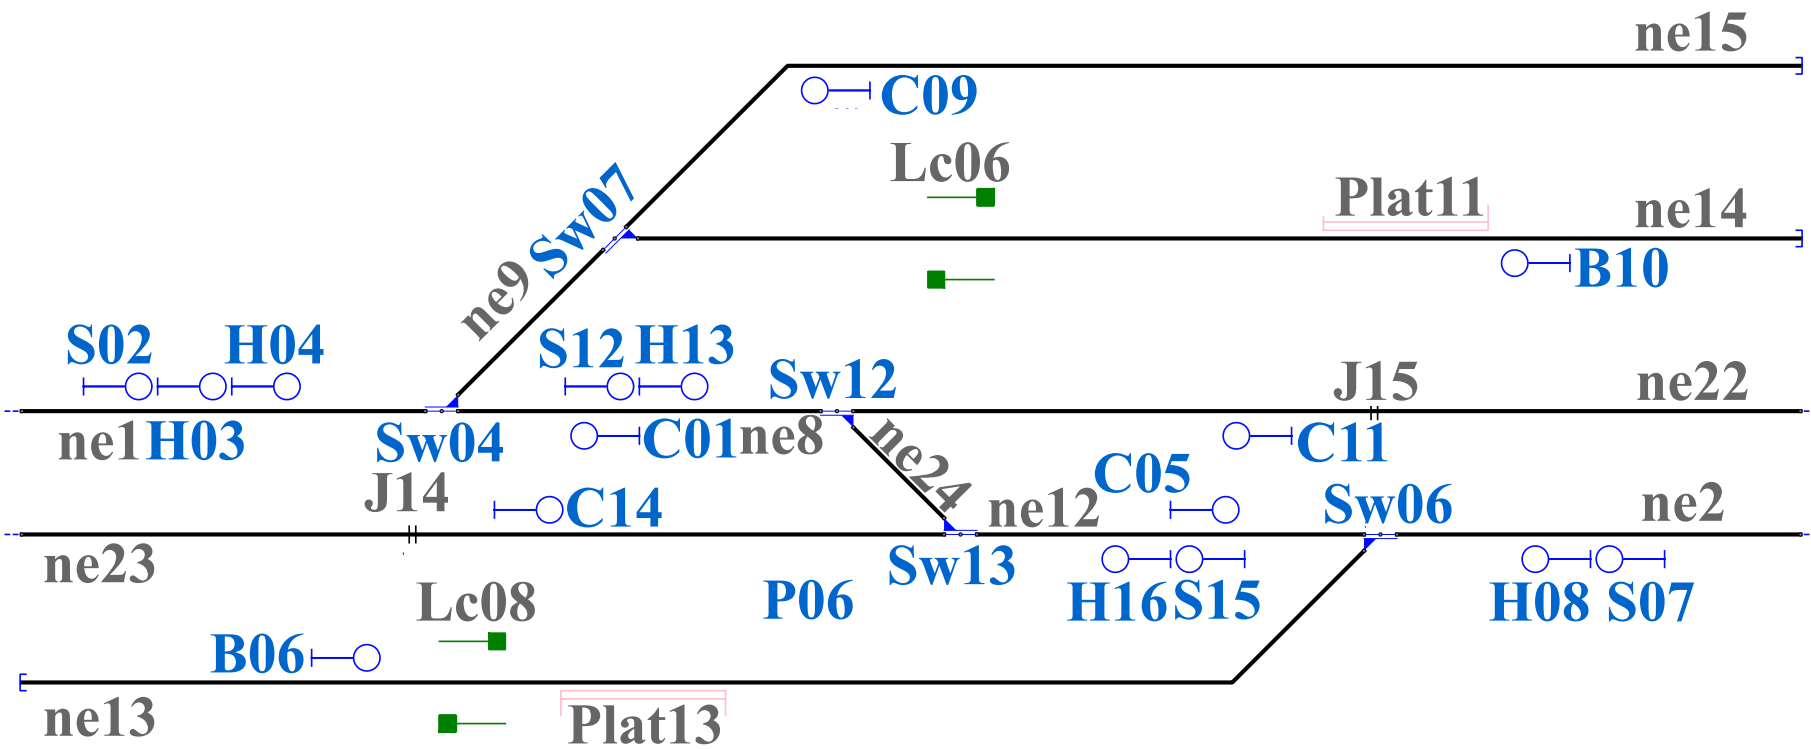 ne15
C09
Lc06
Sw07
Plat11
ne14
B10
ne9
S02
H04
S12
H13
Sw12
J15
ne22
ne1
H03
Sw04
C01
ne8
ne24
C11
J14
C14
C05
Sw06
ne12
ne2
ne23
Sw13
P06
H16
S15
H08
S07
Lc08
B06
ne13
Plat13